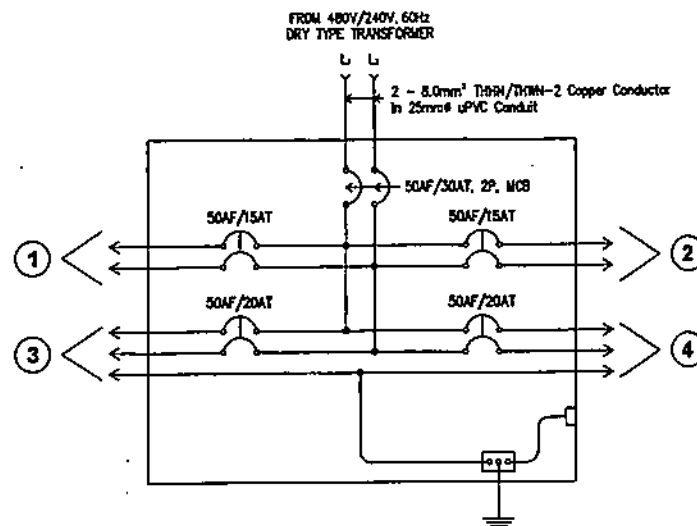 FROM 480V/240V, 60Hz
DRY TYPE TRANSFORMER
2 - 8.0mm² THHN/THWN-2 Copper Conductor
in 25mmø uPVC Conduit
50AF/30AT, 2P, MCB
50AF/15AT
50AF/15AT
1
2
50AF/20AT
50AF/20AT
3
4